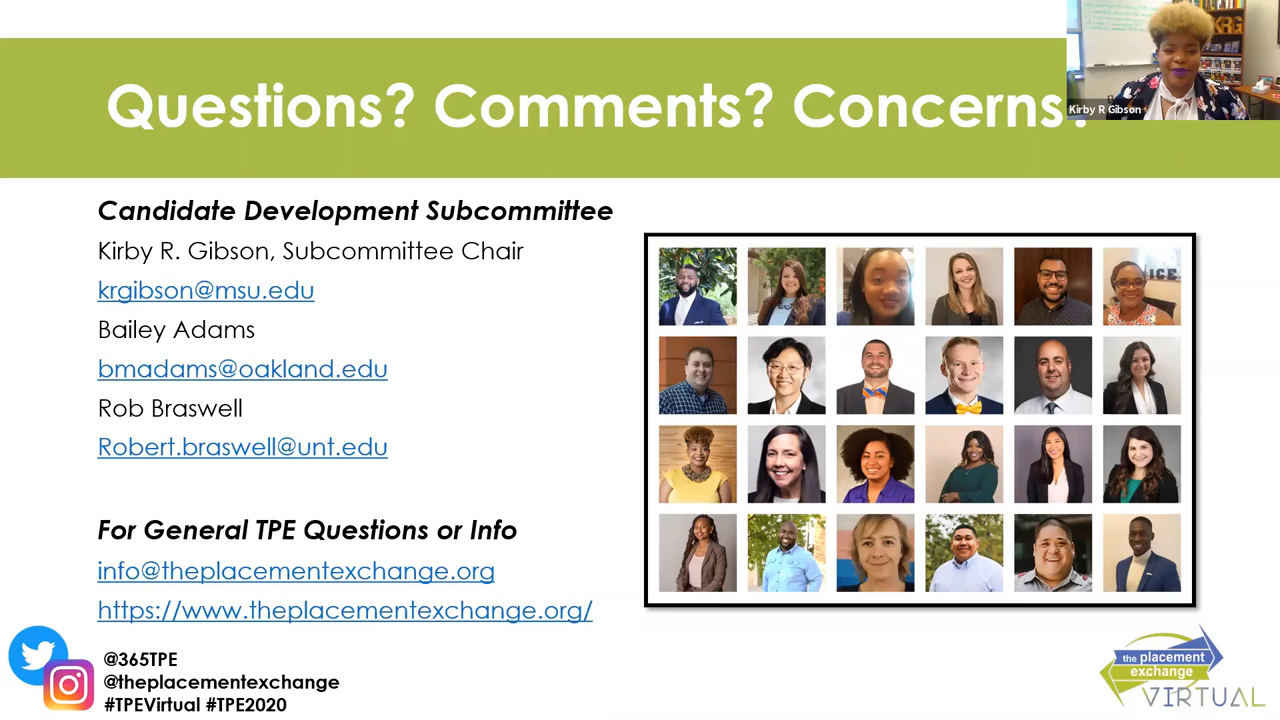 Questions? Comments? Concerns?
Kirby R Gibson
KRG
Candidate Development Subcommittee
Kirby R. Gibson, Subcommittee Chair
krgibson@msu.edu
Bailey Adams
bmadams@oakland.edu
Rob Braswell
Robert.braswell@unt.edu
For General TPE Questions or Info
info@theplacementexchange.org
https://www.theplacementexchange.org/
@365TPE
@theplacementexchange
#TPEVirtual #TPE2020
the placement
exchange
VIRTUAL